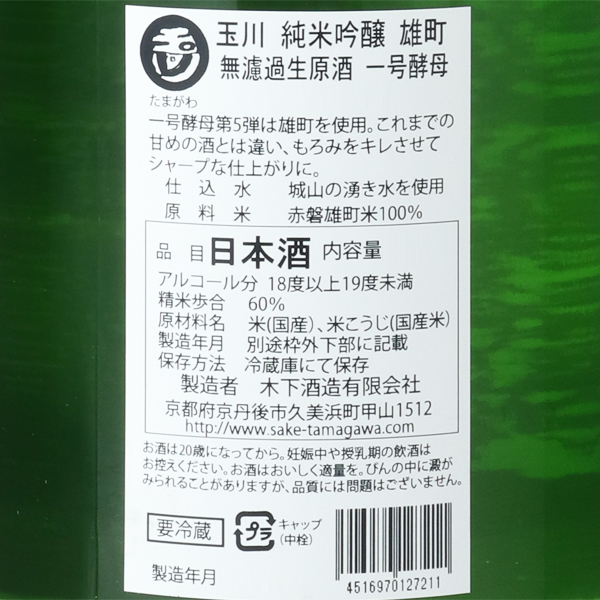 玉川
玉川 純米吟醸 雄町
無濾過生原酒 一号酵母
たまがわ
一号酵母第5弾は雄町を使用。これまでの
甘めの酒とは違い、もろみをキレさせて
シャープな仕上がりに。
仕込水 城山の湧き水を使用
原料米 赤磐雄町米100%
品目 日本酒 内容量
アルコール分 18度以上19度未満
精米歩合 60%
原材料名 米(国産)、米こうじ(国産米)
製造年月 別途枠外下部に記載
保存方法 冷蔵庫にて保存
製造者 木下酒造有限会社
京都府京丹後市久美浜町甲山1512
http://www.sake-tamagawa.com
お酒は20歳になってから。妊娠中や授乳期の飲酒は
お控えください。お酒はおいしく適量を。びんの中に澱が
みられることがありますが、品質には問題はございません。
要冷蔵 プラ キャップ
(中栓)
製造年月
4516970127211